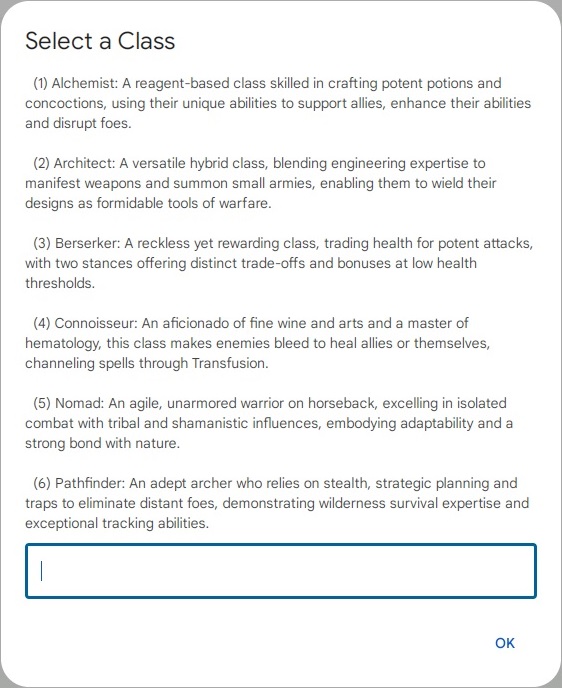 Select a Class
(1) Alchemist: A reagent-based class skilled in crafting potent potions and
concoctions, using their unique abilities to support allies, enhance their abilities
and disrupt foes.
(2) Architect: A versatile hybrid class, blending engineering expertise to
manifest weapons and summon small armies, enabling them to wield their
designs as formidable tools of warfare.
(3) Berserker: A reckless yet rewarding class, trading health for potent attacks,
with two stances offering distinct trade-offs and bonuses at low health
thresholds.
(4) Connoisseur: An aficionado of fine wine and arts and a master of
hematology, this class makes enemies bleed to heal allies or themselves,
channeling spells through Transfusion.
(5) Nomad: An agile, unarmored warrior on horseback, excelling in isolated
combat with tribal and shamanistic influences, embodying adaptability and a
strong bond with nature.
(6) Pathfinder: An adept archer who relies on stealth, strategic planning and
traps to eliminate distant foes, demonstrating wilderness survival expertise and
exceptional tracking abilities.
OK